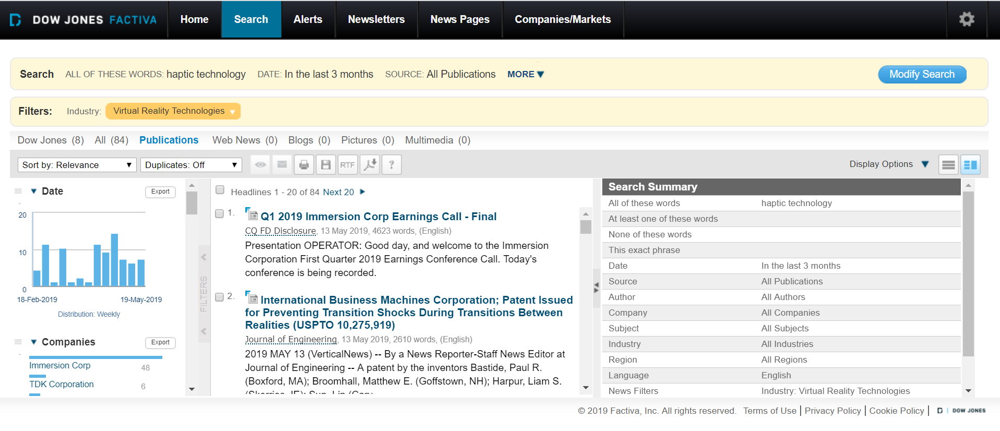 DOW JONES FACTIVA
Home
Search
Alerts
Newsletters
News Pages
Companies/Markets
Search ALL OF THESE WORDS: haptic technology DATE: In the last 3 months SOURCE: All Publications MORE
Modify Search
Filters: Industry: Virtual Reality Technologies
Dow Jones (8) All (84) Publications Web News (0) Blogs (0) Pictures (0) Multimedia (0)
Sort by: Relevance
Duplicates: Off
RTF
?
Display Options
Date
Export
20
10
0
18-Feb-2019
19-May-2019
Distribution: Weekly
Companies
Export
Immersion Corp 48
TDK Corporation 6
FILTERS
Headlines 1 - 20 of 84 Next 20
1. Q1 2019 Immersion Corp Earnings Call - Final
CQ FD Disclosure, 13 May 2019, 4623 words, (English)
Presentation OPERATOR: Good day, and welcome to the Immersion
Corporation First Quarter 2019 Earnings Conference Call. Today's
conference is being recorded.
2. International Business Machines Corporation; Patent Issued
for Preventing Transition Shocks During Transitions Between
Realities (USPTO 10,275,919)
Journal of Engineering, 13 May 2019, 2610 words, (English)
2019 MAY 13 (VerticalNews) -- By a News Reporter-Staff News Editor at
Journal of Engineering -- A patent by the inventors Bastide, Paul R.
(Boxford, MA); Broomhall, Matthew E. (Goffstown, NH); Harpur, Liam S.
Search Summary
All of these words haptic technology
At least one of these words
None of these words
This exact phrase
Date In the last 3 months
Source All Publications
Author All Authors
Company All Companies
Subject All Subjects
Industry All Industries
Region All Regions
Language English
News Filters Industry: Virtual Reality Technologies
© 2019 Factiva, Inc. All rights reserved. Terms of Use | Privacy Policy | Cookie Policy | DOW JONES